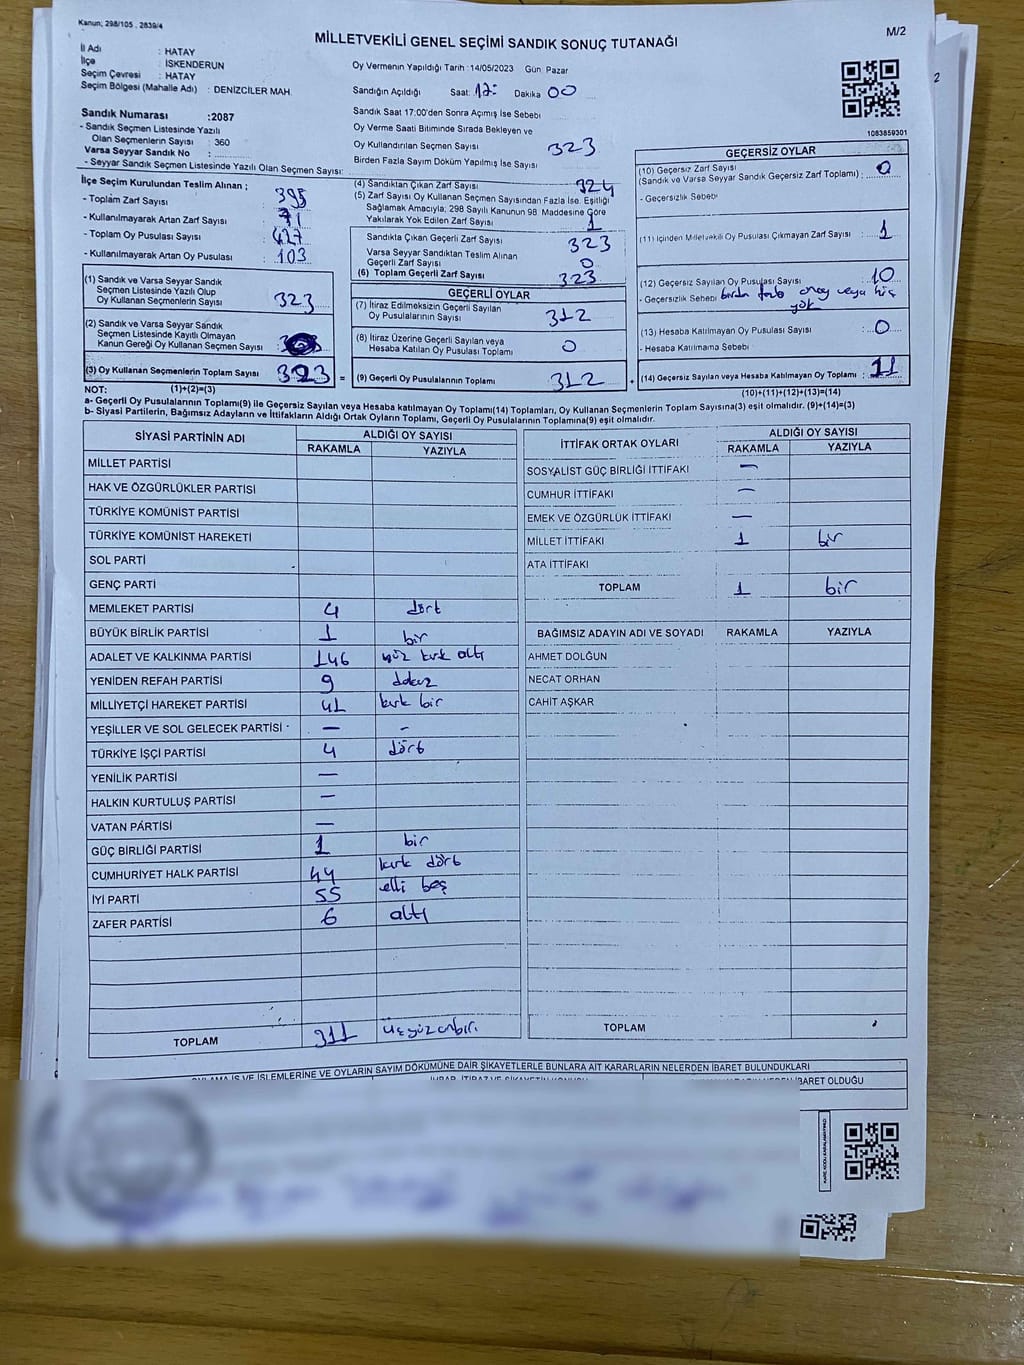 Kanun; 298/105 , 2839/4
M/2
MİLLETVEKİLİ GENEL SEÇİMİ SANDIK SONUÇ TUTANAĞI
İl Adı : HATAY
İlçe : İSKENDERUN
Seçim Çevresi : HATAY
Seçim Bölgesi (Mahalle Adı) : DENİZCİLER MAH.
Oy Vermenin Yapıldığı Tarih : 14/05/2023 Gün : Pazar
Sandığın Açıldığı Saat: Dakika 00
Sandık Saat 17:00'den Sonra Açımış İse Sebebi
Sandık Numarası :2087
- Sandık Seçmen Listesinde Yazılı
Olan Seçmenlerin Sayısı : 360
Varsa Seyyar Sandık No :
- Seyyar Sandık Seçmen Listesinde Yazılı Olan Seçmen Sayısı:
Oy Verme Saati Bitiminde Sırada Bekleyen ve
Oy Kullandırılan Seçmen Sayısı 323
Birden Fazla Sayım Döküm Yapılmış İse Sayısı
1083859301
İlçe Seçim Kurulundan Teslim Alınan ;
- Toplam Zarf Sayısı : 395
- Kullanılmayarak Artan Zarf Sayısı : 71
- Toplam Oy Pusulası Sayısı : 427
- Kullanılmayarak Artan Oy Pusulası : 103
(1) Sandık ve Varsa Seyyar Sandık
Seçmen Listesinde Yazılı Olup
Oy Kullanan Seçmenlerin Sayısı : 323
(2) Sandık ve Varsa Seyyar Sandık
Seçmen Listesinde Kayıtlı Olmayan
Kanun Gereği Oy Kullanan Seçmen Sayısı :
(3) Oy Kullanan Seçmenlerin Toplam Sayısı 323 =
(4) Sandıktan Çıkan Zarf Sayısı 324
(5) Zarf Sayısı Oy Kullanan Seçmen Sayısından Fazla İse, Eşitliği
Sağlamak Amacıyla; 298 Sayılı Kanunun 98. Maddesine Göre
Yakılarak Yok Edilen Zarf Sayısı 1
Sandıkta Çıkan Geçerli Zarf Sayısı 323
Varsa Seyyar Sandıktan Teslim Alınan
Geçerli Zarf Sayısı 0
(6) Toplam Geçerli Zarf Sayısı 323
GEÇERLİ OYLAR
(7) İtiraz Edilmeksizin Geçerli Sayılan
Oy Pusulalarının Sayısı 312
(8) İtiraz Üzerine Geçerli Sayılan veya
Hesaba Katılan Oy Pusulası Toplamı 0
(9) Geçerli Oy Pusulalarının Toplamı 312 +
GEÇERSİZ OYLAR
(10) Geçersiz Zarf Sayısı
(Sandık ve Varsa Seyyar Sandık Geçersiz Zarf Toplamı) : 0
- Geçersizlik Sebebi
(11) İçinden Milletvekili Oy Pusulası Çıkmayan Zarf Sayısı : 1
(12) Geçersiz Sayılan Oy Pusulası Sayısı : 10
- Geçersizlik Sebebi birden fazla onay veya hiç
yok
(13) Hesaba Katılmayan Oy Pusulası Sayısı : 0
- Hesaba Katılmama Sebebi
(14) Geçersiz Sayılan veya Hesaba Katılmayan Oy Toplamı : 11
NOT: (1)+(2)=(3) (10)+(11)+(12)+(13)=(14)
a- Geçerli Oy Pusulalarının Toplamı(9) ile Geçersiz Sayılan veya Hesaba katılmayan Oy Toplamı(14) Toplamları, Oy Kullanan Seçmenlerin Toplam Sayısına(3) eşit olmalıdır. (9)+(14)=(3)
b- Siyasi Partilerin, Bağımsız Adayların ve İttifakların Aldığı Ortak Oyların Toplamı, Geçerli Oy Pusulalarının Toplamına(9) eşit olmalıdır.
SİYASİ PARTİNİN ADI ALDIĞI OY SAYISI
RAKAMLA YAZIYLA
MİLLET PARTİSİ
HAK VE ÖZGÜRLÜKLER PARTİSİ
TÜRKİYE KOMÜNİST PARTİSİ
TÜRKİYE KOMÜNİST HAREKETİ
SOL PARTİ
GENÇ PARTİ
MEMLEKET PARTİSİ 4 dört
BÜYÜK BİRLİK PARTİSİ 1 bir
ADALET VE KALKINMA PARTİSİ 146 yüz kırk altı
YENİDEN REFAH PARTİSİ 9 dokuz
MİLLİYETÇİ HAREKET PARTİSİ 41 kırk bir
YEŞİLLER VE SOL GELECEK PARTİSİ - -
TÜRKİYE İŞÇİ PARTİSİ 4 dört
YENİLİK PARTİSİ -
HALKIN KURTULUŞ PARTİSİ -
VATAN PARTİSİ -
GÜÇ BİRLİĞİ PARTİSİ 1 bir
CUMHURİYET HALK PARTİSİ 44 kırk dört
İYİ PARTİ 55 elli beş
ZAFER PARTİSİ 6 altı
TOPLAM 311 üçyüzonbir
İTTİFAK ORTAK OYLARI ALDIĞI OY SAYISI
RAKAMLA YAZIYLA
SOSYALİST GÜÇ BİRLİĞİ İTTİFAKI -
CUMHUR İTTİFAKI -
EMEK VE ÖZGÜRLÜK İTTİFAKI -
MİLLET İTTİFAKI 1 bir
ATA İTTİFAKI
TOPLAM 1 bir
BAĞIMSIZ ADAYIN ADI VE SOYADI RAKAMLA YAZIYLA
AHMET DOLĞUN
NECAT ORHAN
CAHİT AŞKAR
TOPLAM
İŞLEMLERİNE VE OYLARIN SAYIM DÖKÜMÜNE DAİR ŞİKAYETLERLE BUNLARA AİT KARARLARIN NELERDEN İBARET BULUNDUKLARI
İBARET OLDUĞU